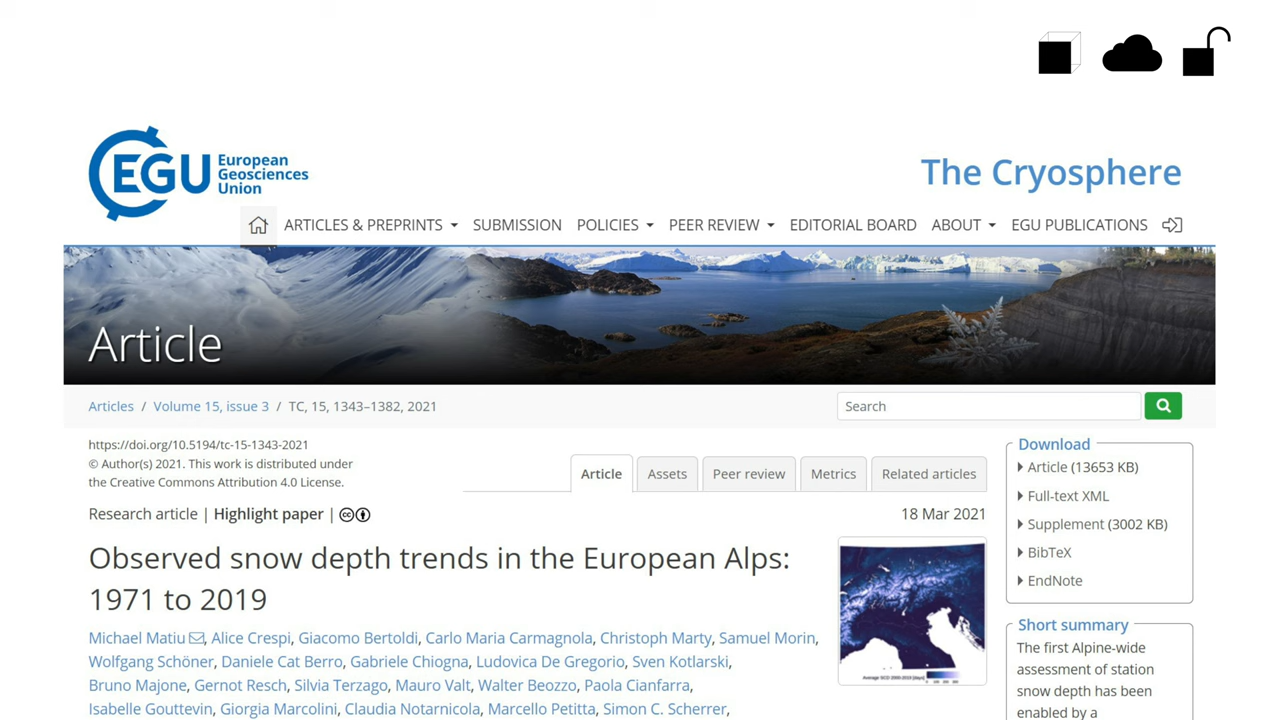 EGU European
Geosciences
Union
The Cryosphere
ARTICLES & PREPRINTS SUBMISSION POLICIES PEER REVIEW EDITORIAL BOARD ABOUT EGU PUBLICATIONS
Article
Articles / Volume 15, issue 3 / TC, 15, 1343–1382, 2021
Search
https://doi.org/10.5194/tc-15-1343-2021
© Author(s) 2021. This work is distributed under
the Creative Commons Attribution 4.0 License.
Article Assets Peer review Metrics Related articles
Research article | Highlight paper | cc
18 Mar 2021
Observed snow depth trends in the European Alps:
1971 to 2019
Michael Matiu, Alice Crespi, Giacomo Bertoldi, Carlo Maria Carmagnola, Christoph Marty, Samuel Morin,
Wolfgang Schöner, Daniele Cat Berro, Gabriele Chiogna, Ludovica De Gregorio, Sven Kotlarski,
Bruno Majone, Gernot Resch, Silvia Terzago, Mauro Valt, Walter Beozzo, Paola Cianfarra,
Isabelle Gouttevin, Giorgia Marcolini, Claudia Notarnicola, Marcello Petitta, Simon C. Scherrer,
Download
Article (13653 KB)
Full-text XML
Supplement (3002 KB)
BibTeX
EndNote
Short summary
The first Alpine-wide
assessment of station
snow depth has been
enabled by a